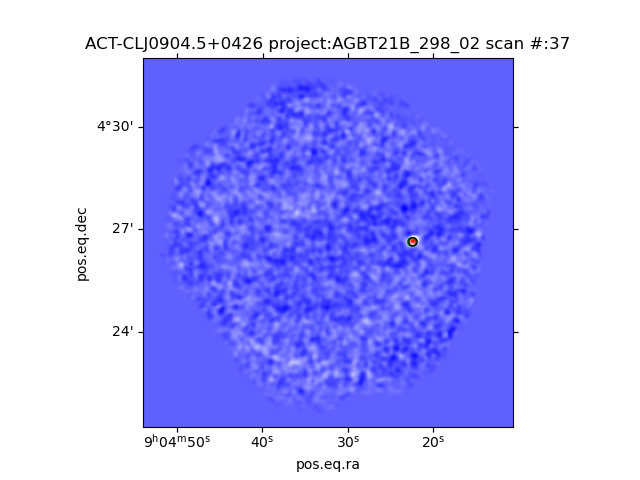 ACT-CLJ0904.5+0426 project:AGBT21B_298_02 scan #:37
4°30'
27'
24'
pos.eq.dec
9ʰ04ᵐ50ˢ 40ˢ 30ˢ 20ˢ
pos.eq.ra